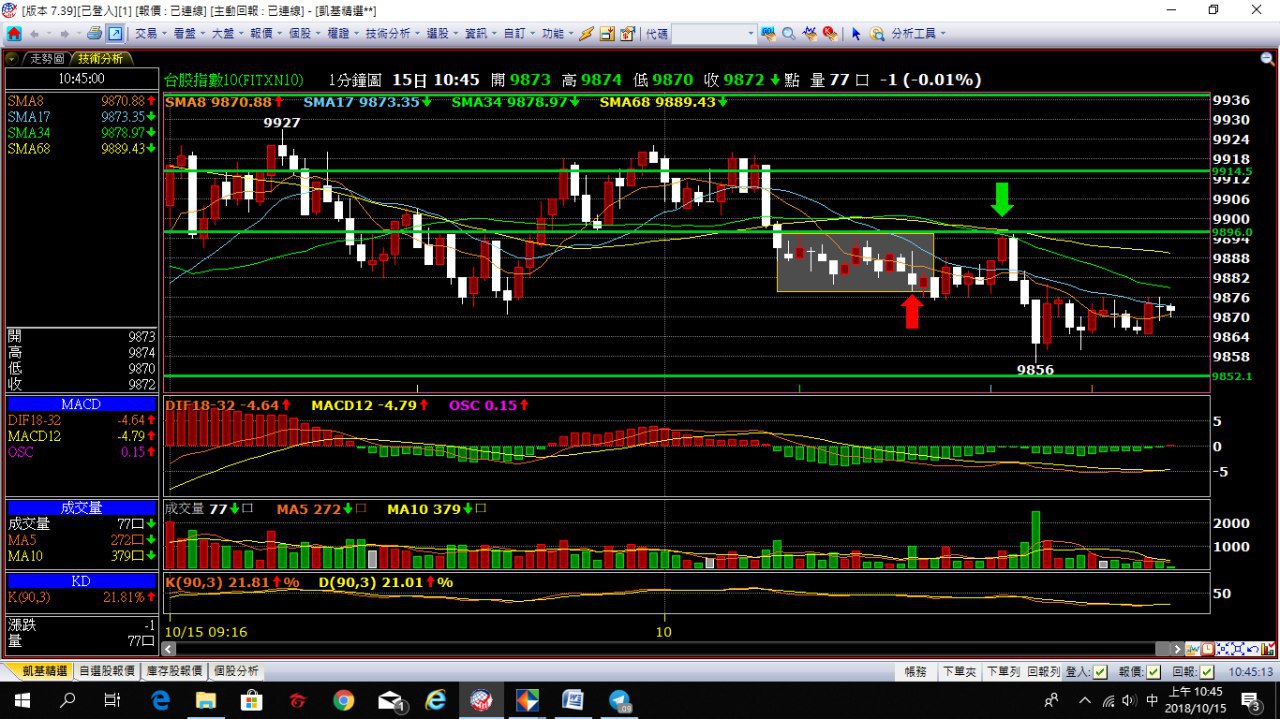 [版本 7.39][已登入][1] [報價 : 已連線] [主動回報 : 已連線] - [凱基精選**]
交易 看盤 大盤 報價 個股 權證 技術分析 選股 資訊 自訂 功能 代碼 分析工具
走勢圖 技術分析
10:45:00
台股指數10(FITXN10) 1分鐘圖 15日 10:45 開 9873 高 9874 低 9870 收 9872 點 量 77 口 -1 (-0.01%)
SMA8 9870.88
SMA17 9873.35
SMA34 9878.97
SMA68 9889.43
SMA8 9870.88 SMA17 9873.35 SMA34 9878.97 SMA68 9889.43
9927
9856
9936
9930
9924
9918
9914.5
9912
9906
9900
9896.0
9894
9888
9882
9876
9870
9864
9858
9852.1
開 9873
高 9874
低 9870
收 9872
MACD
DIF18-32 -4.64
MACD12 -4.79
OSC 0.15
DIF18-32 -4.64 MACD12 -4.79 OSC 0.15
5
0
-5
成交量
成交量 77口
MA5 272口
MA10 379口
成交量 77口 MA5 272口 MA10 379口
2000
1000
KD
K(90,3) 21.81%
K(90,3) 21.81% D(90,3) 21.01%
50
漲跌 -1
量 77口
10/15 09:16 10
凱基精選 自選股報價 庫存股報價 個股分析
帳務 下單夾 下單列 回報列 登入: 報價: 回報: 10:45:13
1
.09
中
上午 10:45
2018/10/15
3